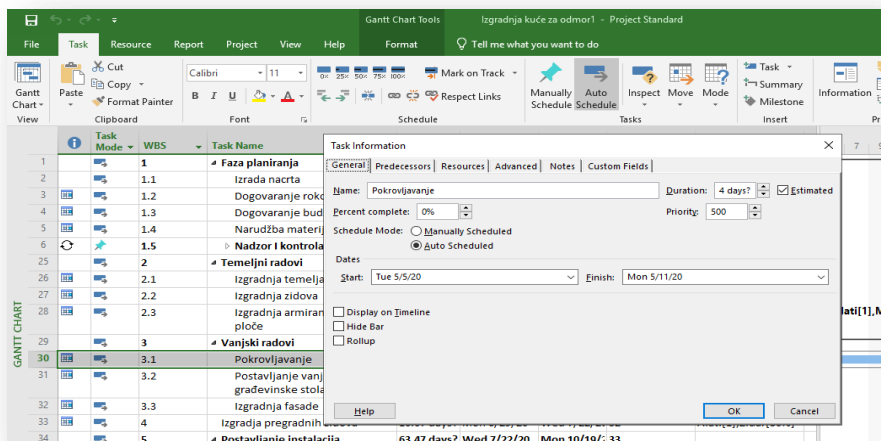 Gantt Chart Tools
Izgradnja kuće za odmor1 - Project Standard
File Task Resource Report Project View Help Format Tell me what you want to do
Gantt Chart
View
Paste
Cut
Copy
Format Painter
Clipboard
Calibri 11
B I U A
Font
0× 25× 50× 75× 100×
Mark on Track
Respect Links
Schedule
Manually Schedule
Auto Schedule
Inspect
Move
Mode
Tasks
Task
Summary
Milestone
Insert
Information
Task Mode WBS Task Name
7
1 1 Faza planiranja
2 1.1 Izrada nacrta
3 1.2 Dogovaranje
4 1.3 Dogovaranje
5 1.4 Narudžba
6 1.5 Nadzor I kontrola
25 2 Temeljni radovi
26 2.1 Izgradnja temelja
27 2.2 Izgradnja zidova
28 2.3 Izgradnja
ploče
29 3 Vanjski radovi
30 3.1 Pokrovljavanje
31 3.2 Postavljanje
građevinske
32 3.3 Izgradnja fasade
33 4 Izgradja pregradnih
34 5 Postavljanje instalacija 63.47 days? Wed 7/22/20 Mon 10/19/ 33
GANTT CHART
Task Information
General Predecessors Resources Advanced Notes Custom Fields
Name: Pokrovljavanje Duration: 4 days? Estimated
Percent complete: 0% Priority: 500
Schedule Mode: Manually Scheduled
Auto Scheduled
Dates
Start: Tue 5/5/20 Finish: Mon 5/11/20
Display on Timeline
Hide Bar
Rollup
Help OK Cancel